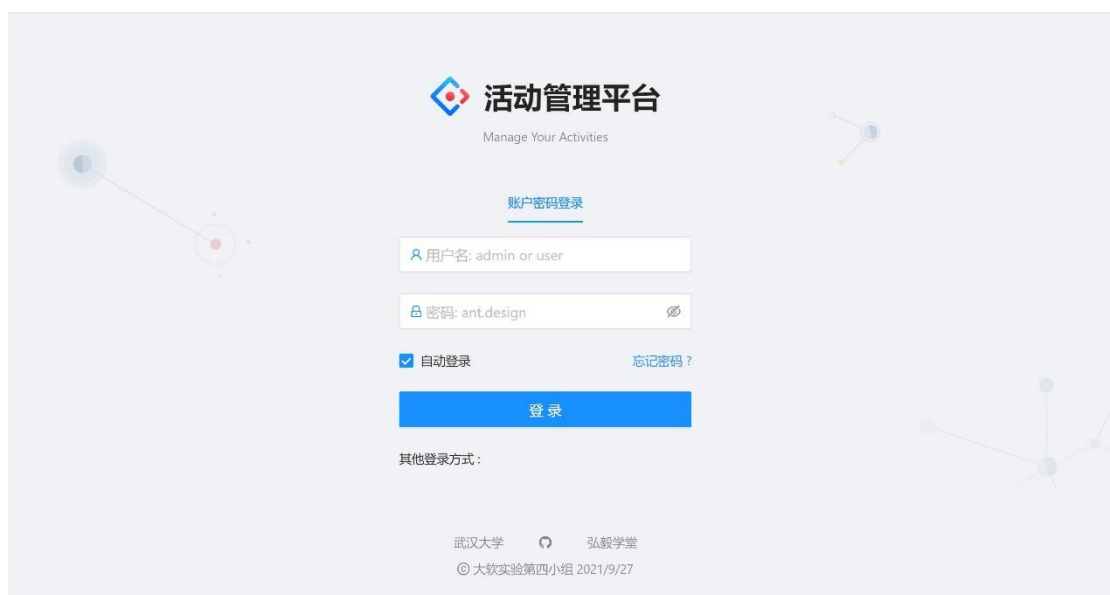 活动管理平台
Manage Your Activities
账户密码登录
用户名: admin or user
密码: ant.design
自动登录 忘记密码 ?
登 录
其他登录方式 :
武汉大学 弘毅学堂
© 大软实验第四小组 2021/9/27